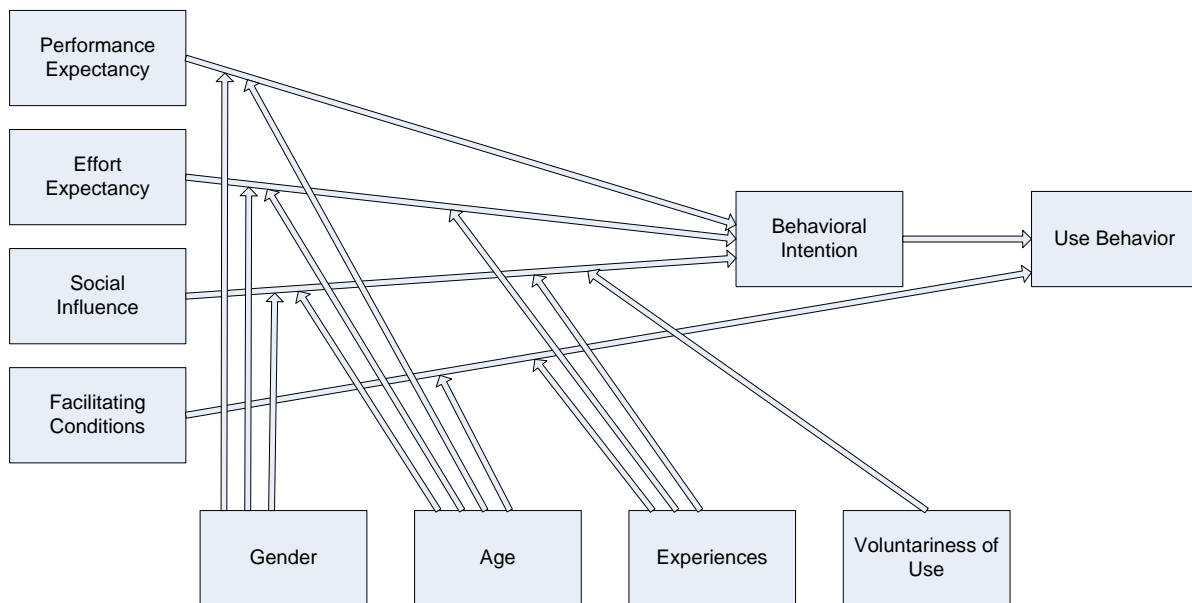 Performance
Expectancy
Effort
Expectancy
Social
Influence
Facilitating
Conditions
Behavioral
Intention
Use Behavior
Gender
Age
Experiences
Voluntariness of
Use